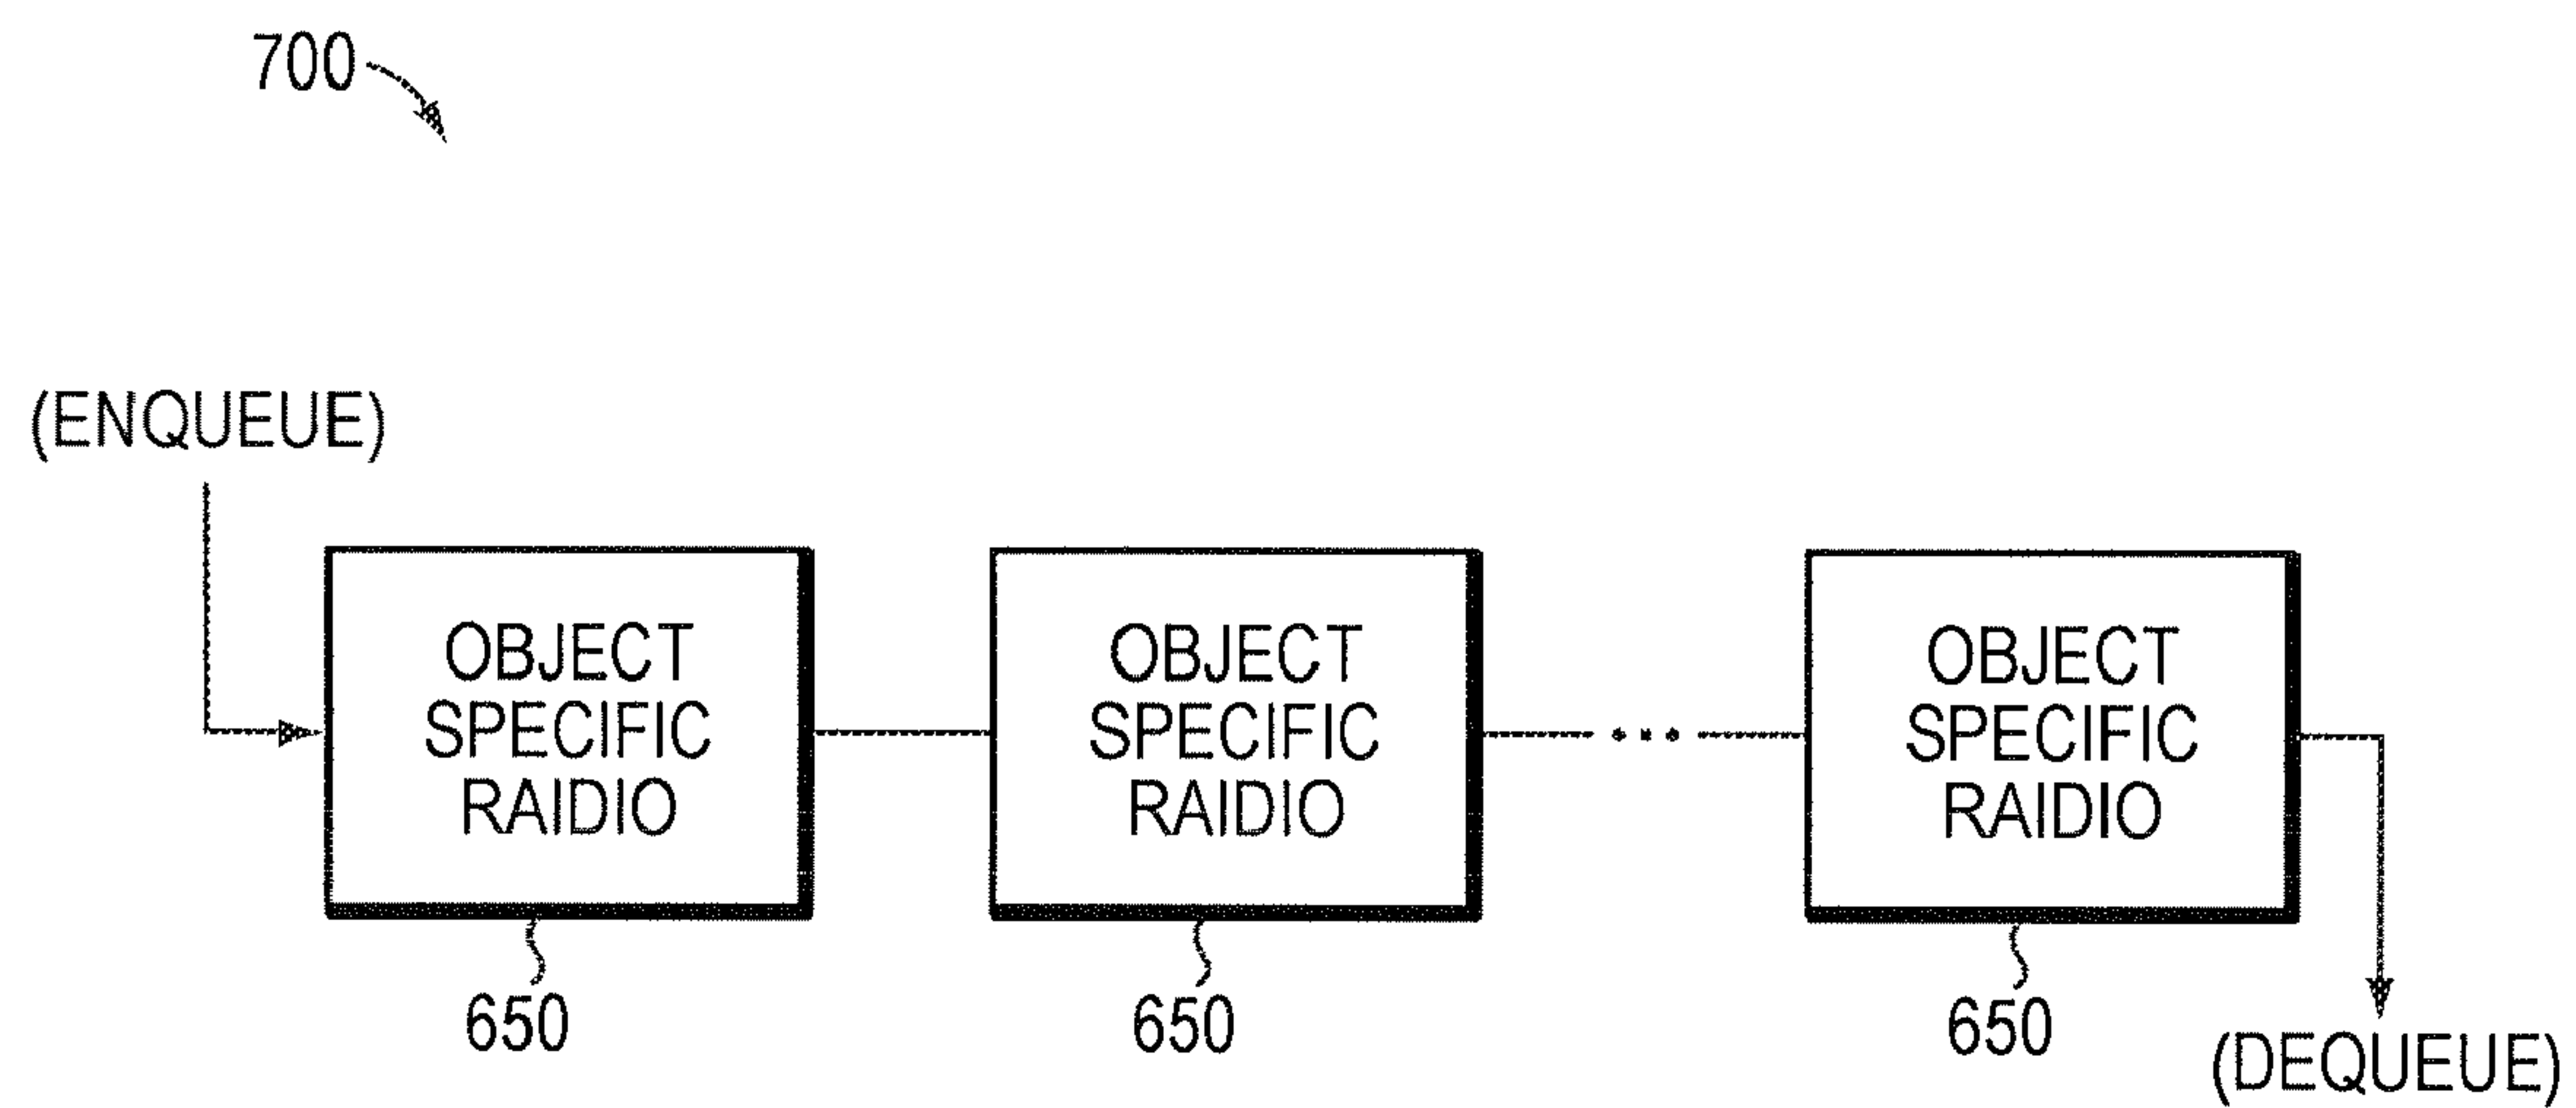 700
(ENQUEUE)
OBJECT
SPECIFIC
RAIDIO
650
OBJECT
SPECIFIC
RAIDIO
650
OBJECT
SPECIFIC
RAIDIO
650
(DEQUEUE)